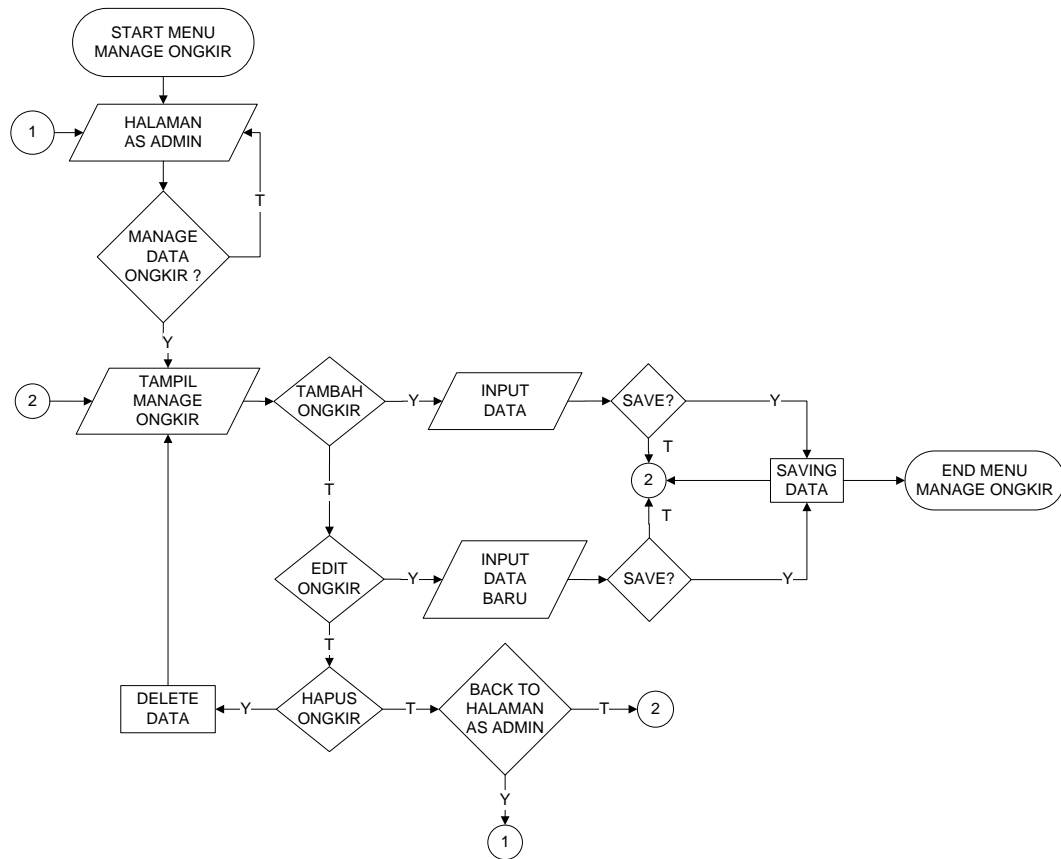 START MENU
MANAGE ONGKIR
1
HALAMAN
AS ADMIN
T
MANAGE
DATA
ONGKIR ?
Y
2
TAMPIL
MANAGE
ONGKIR
TAMBAH
ONGKIR
Y
INPUT
DATA
SAVE?
Y
T
2
SAVING
DATA
END MENU
MANAGE ONGKIR
T
T
EDIT
ONGKIR
Y
INPUT
DATA
BARU
SAVE?
Y
T
DELETE
DATA
Y
HAPUS
ONGKIR
T
BACK TO
HALAMAN
AS ADMIN
T
2
Y
1